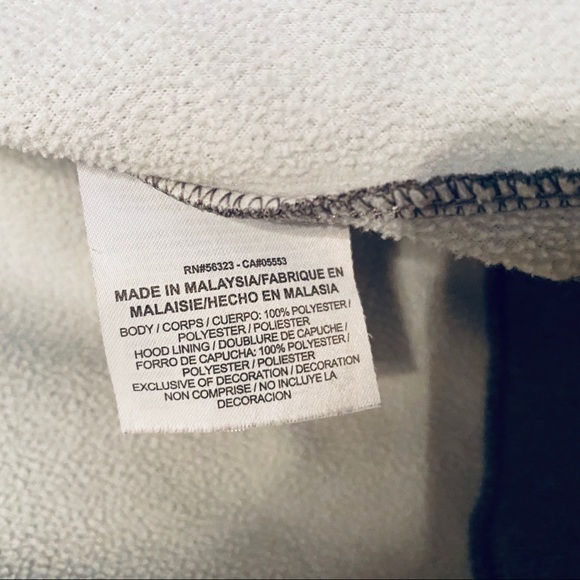 RN#56323 - CA#05553
MADE IN MALAYSIA/FABRIQUE EN
MALAISIE/HECHO EN MALASIA
BODY / CORPS / CUERPO: 100% POLYESTER /
POLYESTER / POLIESTER
HOOD LINING / DOUBLURE DE CAPUCHE /
FORRO DE CAPUCHA: 100% POLYESTER /
POLYESTER / POLIESTER
EXCLUSIVE OF DECORATION / DECORATION
NON COMPRISE / NO INCLUYE LA
DECORACION